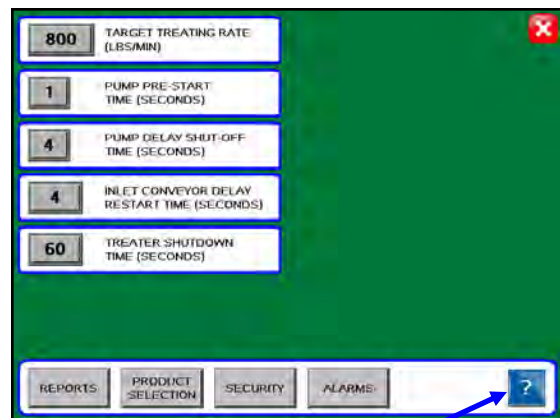 800
TARGET TREATING RATE
(LBS/MIN)
1
PUMP PRE-START
TIME (SECONDS)
4
PUMP DELAY SHUT-OFF
TIME (SECONDS)
4
INLET CONVEYOR DELAY
RESTART TIME (SECONDS)
60
TREATER SHUTDOWN
TIME (SECONDS)
REPORTS
PRODUCT
SELECTION
SECURITY
ALARMS
?